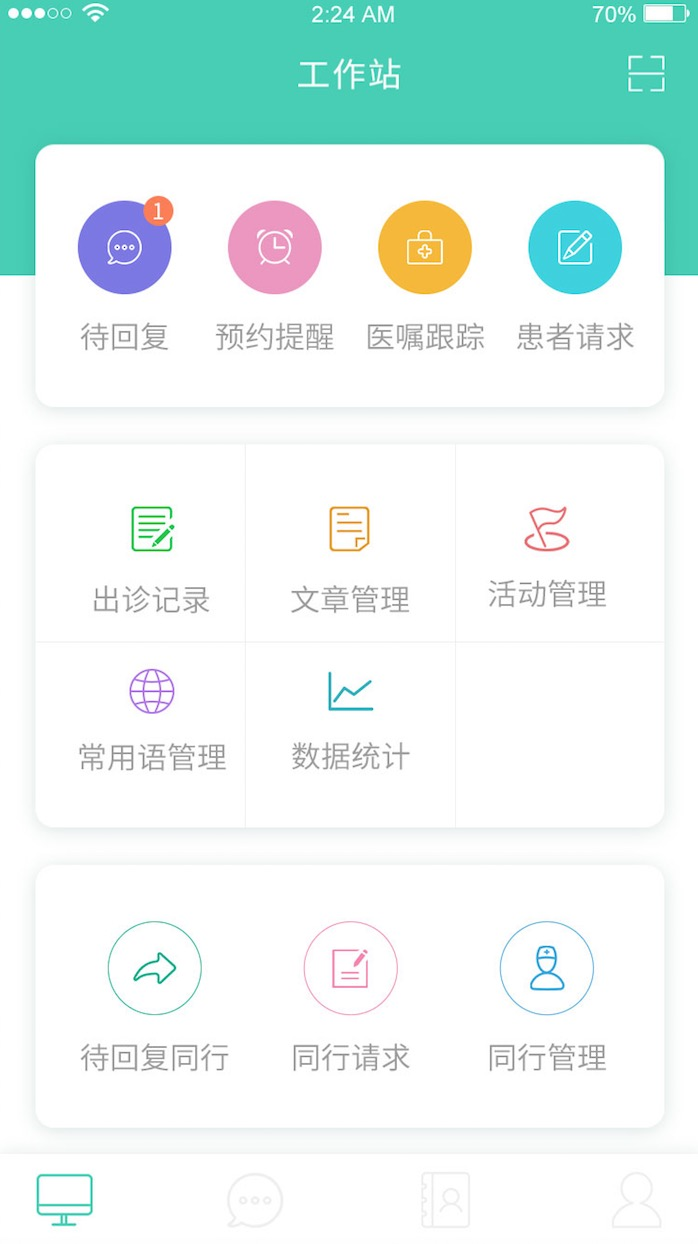 2:24 AM 70%
工作站
1
待回复 预约提醒 医嘱跟踪 患者请求
出诊记录 文章管理 活动管理
常用语管理 数据统计
待回复同行 同行请求 同行管理